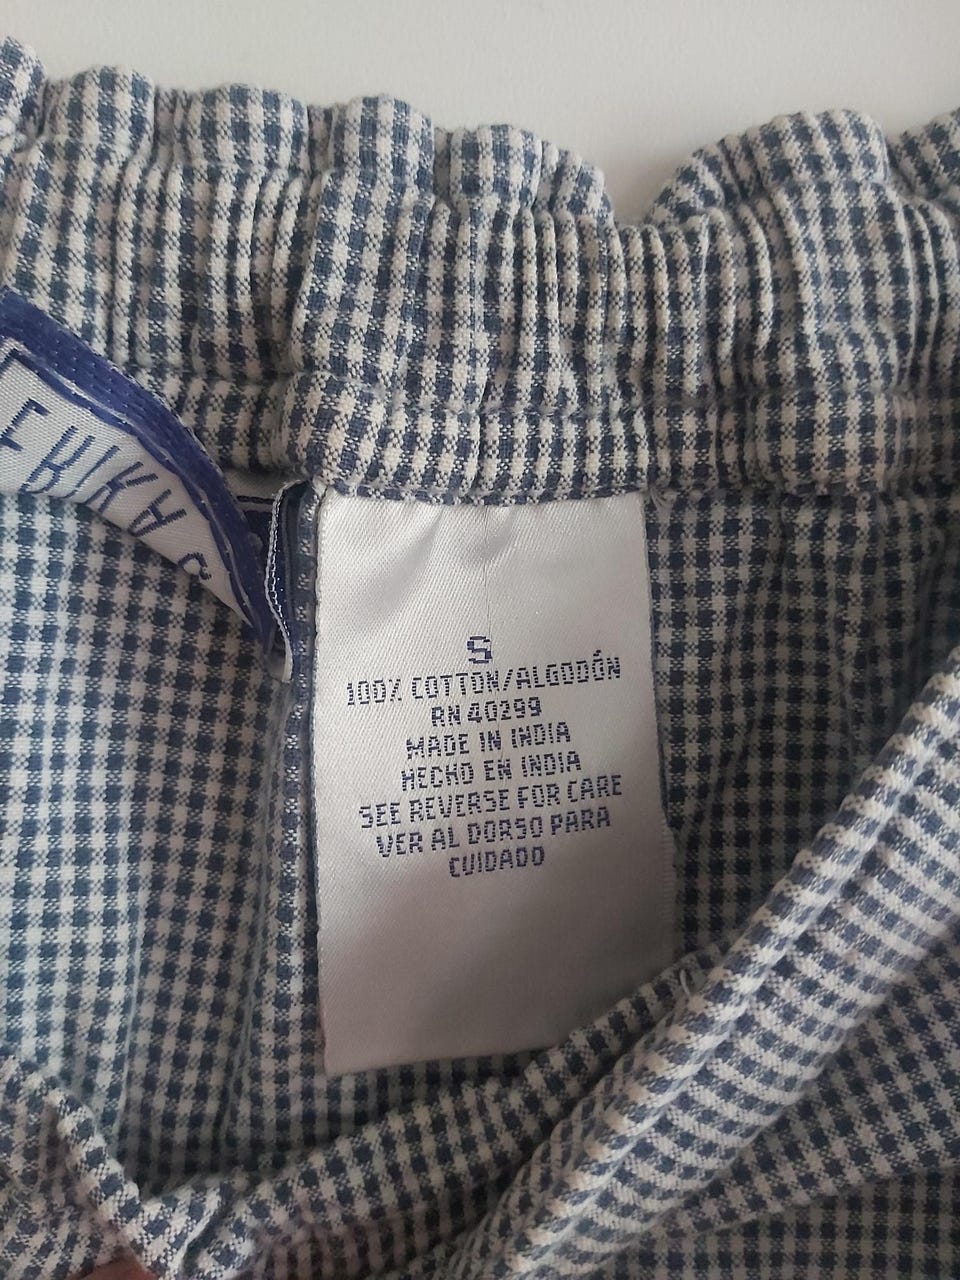 ERIKA
S
100% COTTON/ALGODÓN
RN 40299
MADE IN INDIA
HECHO EN INDIA
SEE REVERSE FOR CARE
VER AL DORSO PARA
CUIDADO